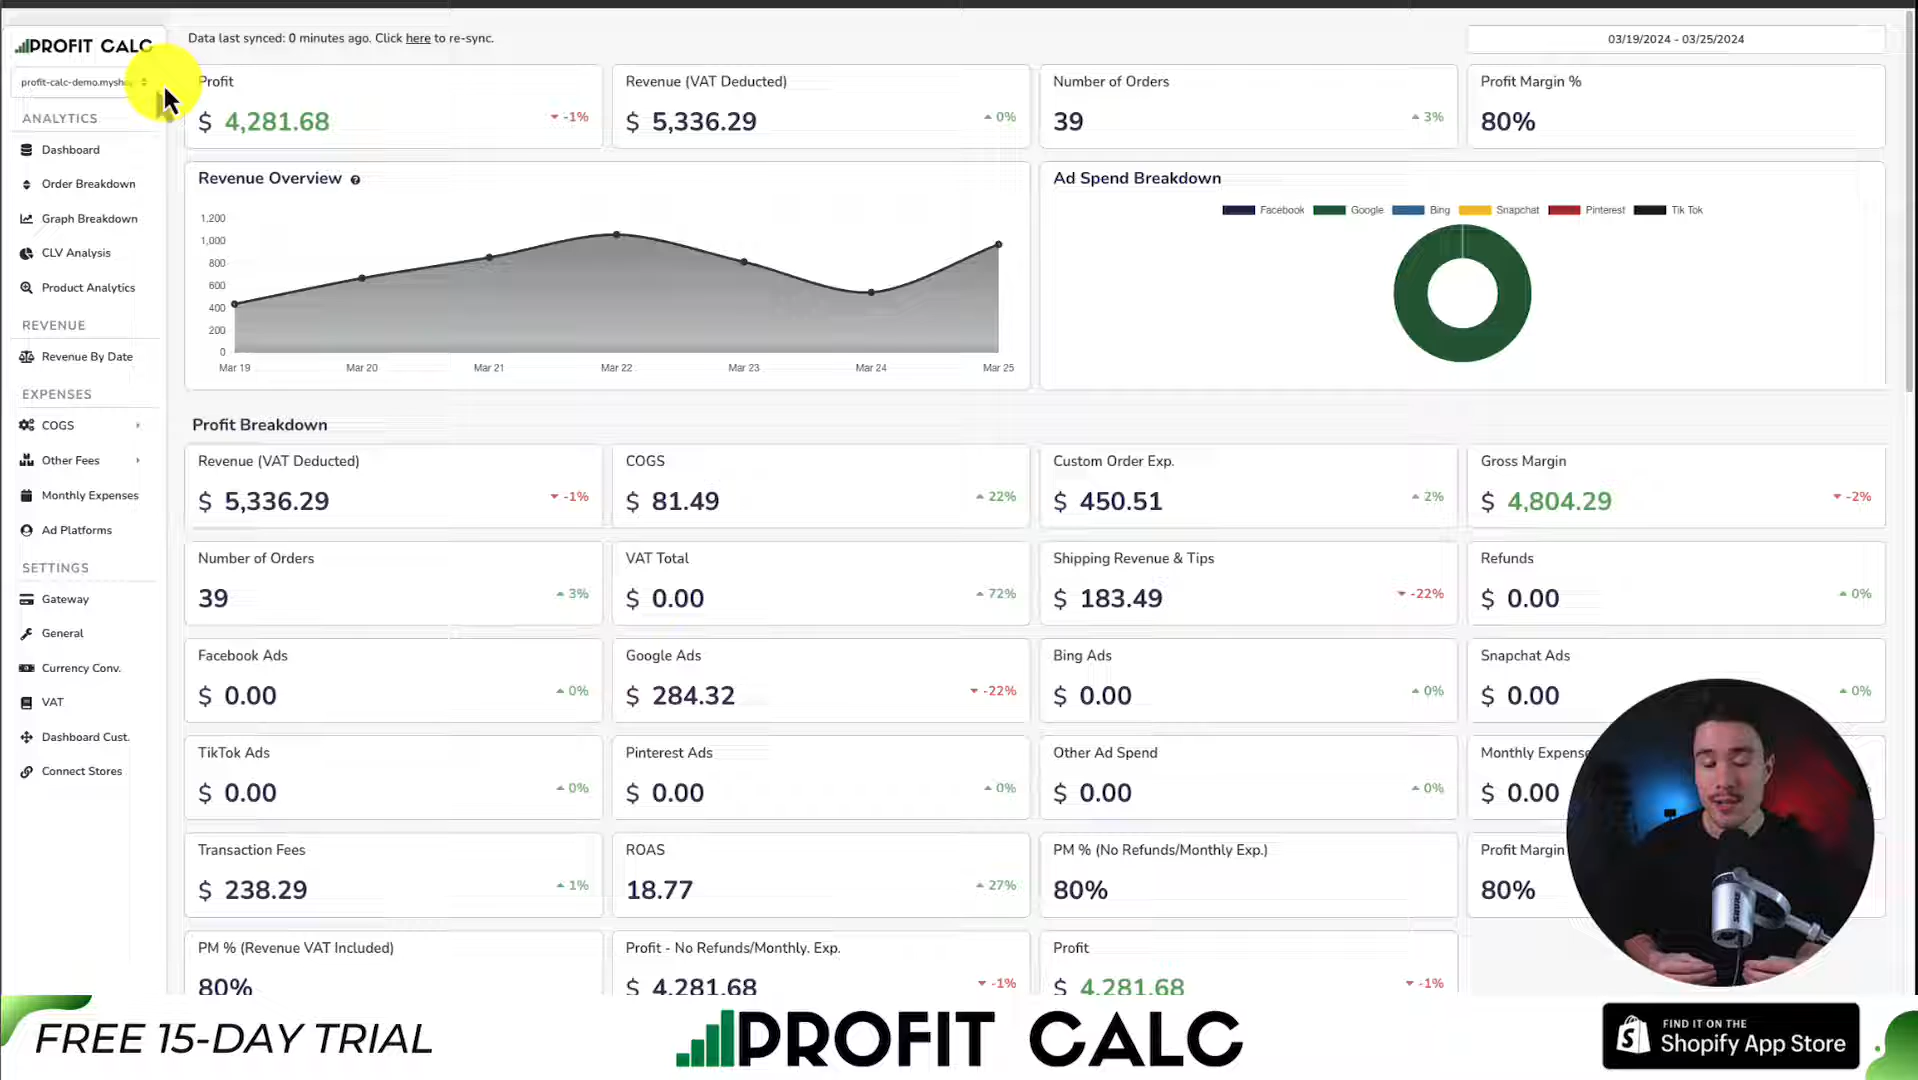 PROFIT CALC
profit-calc-demo.mysh
ANALYTICS
Dashboard
Order Breakdown
Graph Breakdown
CLV Analysis
Product Analytics
REVENUE
Revenue By Date
EXPENSES
COGS
Other Fees
Monthly Expenses
Ad Platforms
SETTINGS
Gateway
General
Currency Conv.
VAT
Dashboard Cust.
Connect Stores
Data last synced: 0 minutes ago. Click here to re-sync.
03/19/2024 - 03/25/2024
Profit
$ 4,281.68
-1%
Revenue (VAT Deducted)
$ 5,336.29
0%
Number of Orders
39
3%
Profit Margin %
80%
Revenue Overview
1,200
1,000
800
600
400
200
0
Mar 19 Mar 20 Mar 21 Mar 22 Mar 23 Mar 24 Mar 25
Ad Spend Breakdown
Facebook Google Bing Snapchat Pinterest Tik Tok
Profit Breakdown
Revenue (VAT Deducted)
$ 5,336.29
-1%
COGS
$ 81.49
22%
Custom Order Exp.
$ 450.51
2%
Gross Margin
$ 4,804.29
-2%
Number of Orders
39
3%
VAT Total
$ 0.00
72%
Shipping Revenue & Tips
$ 183.49
-22%
Refunds
$ 0.00
0%
Facebook Ads
$ 0.00
0%
Google Ads
$ 284.32
-22%
Bing Ads
$ 0.00
0%
Snapchat Ads
$ 0.00
0%
TikTok Ads
$ 0.00
0%
Pinterest Ads
$ 0.00
0%
Other Ad Spend
$ 0.00
0%
Monthly Expens
$ 0.00
Transaction Fees
$ 238.29
1%
ROAS
18.77
27%
PM % (No Refunds/Monthly Exp.)
80%
Profit Margin
80%
PM % (Revenue VAT Included)
80%
Profit - No Refunds/Monthly. Exp.
$ 4,281.68
-1%
Profit
$ 4,281.68
-1%
FREE 15-DAY TRIAL
PROFIT CALC
FIND IT ON THE
Shopify App Store